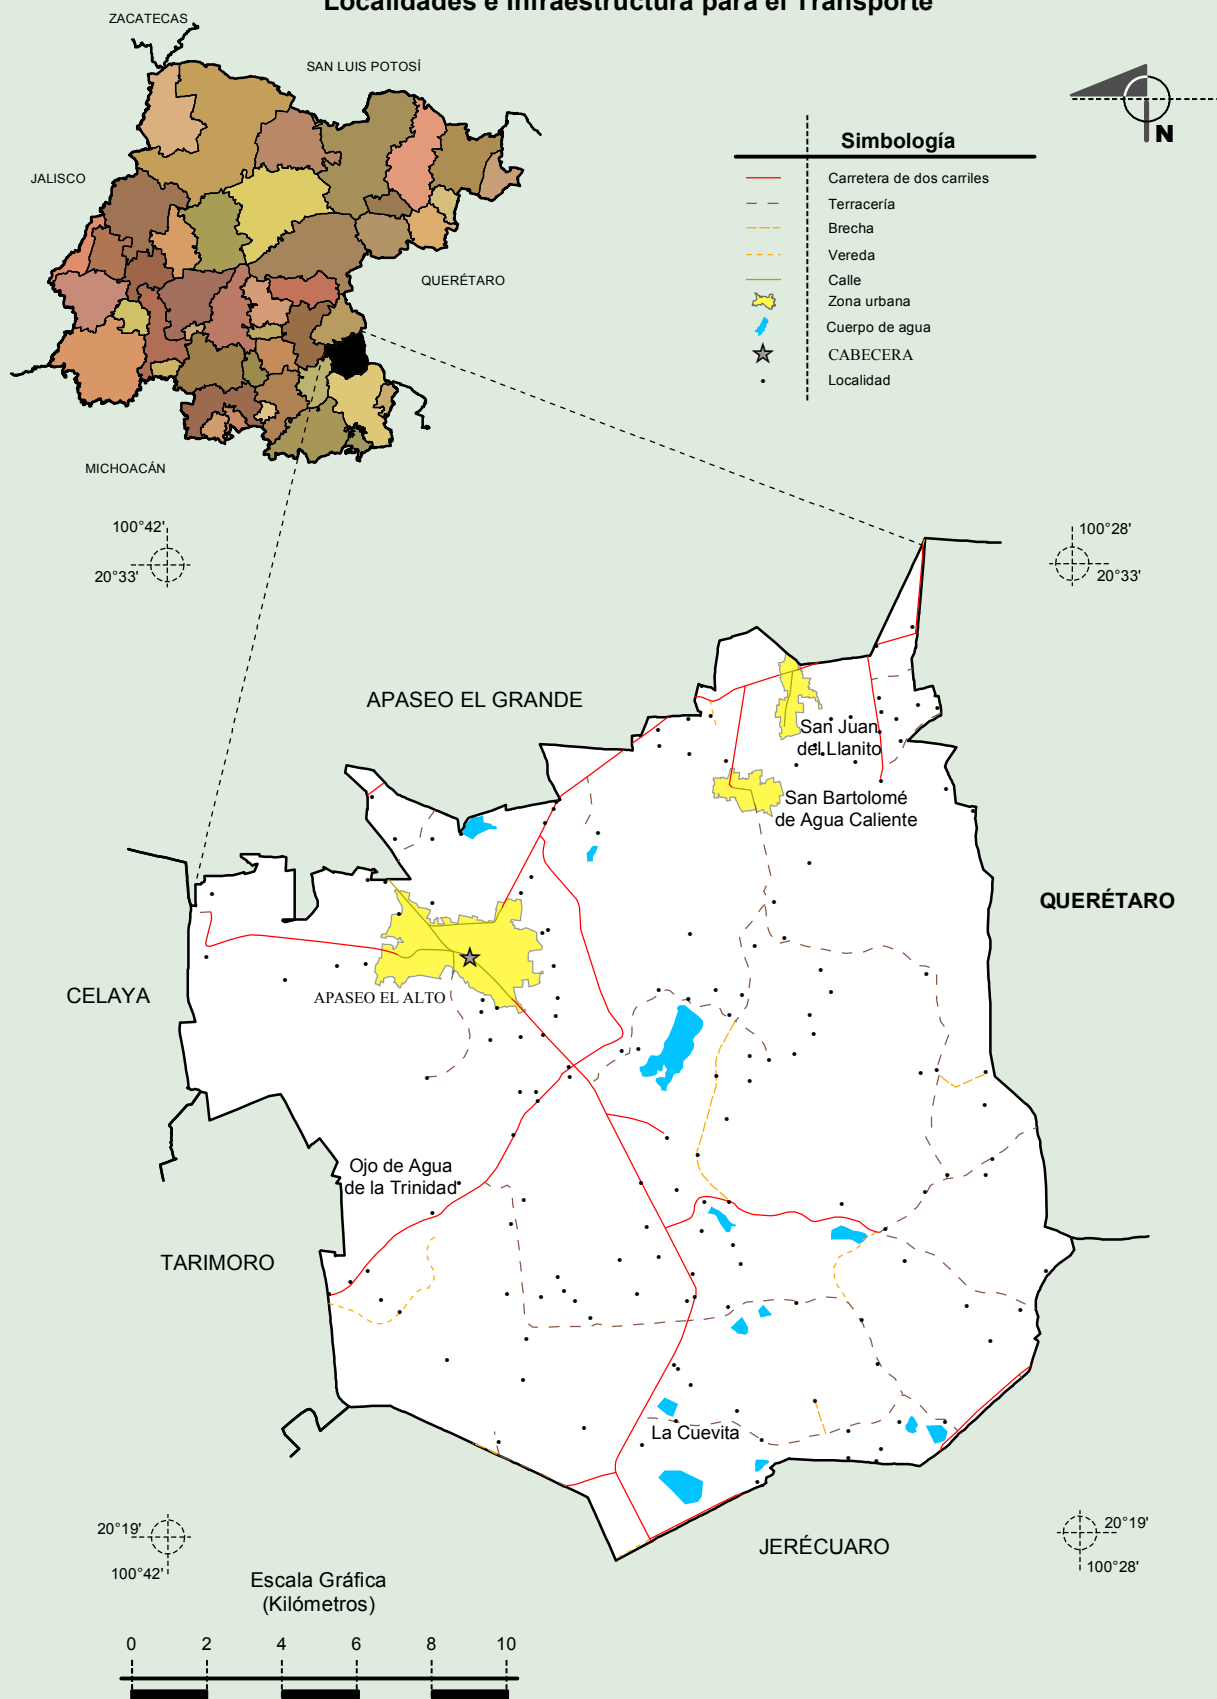 Localidades e Infraestructura para el Transporte
ZACATECAS
SAN LUIS POTOSÍ
JALISCO
QUERÉTARO
MICHOACÁN
N
Simbología
Carretera de dos carriles
Terracería
Brecha
Vereda
Calle
Zona urbana
Cuerpo de agua
CABECERA
Localidad
100°42'
20°33'
100°28'
20°33'
APASEO EL GRANDE
San Juan
del Llanito
San Bartolomé
de Agua Caliente
QUERÉTARO
CELAYA
APASEO EL ALTO
Ojo de Agua
de la Trinidad
TARIMORO
La Cuevita
JERÉCUARO
20°19'
100°42'
20°19'
100°28'
Escala Gráfica
(Kilómetros)
0 2 4 6 8 10